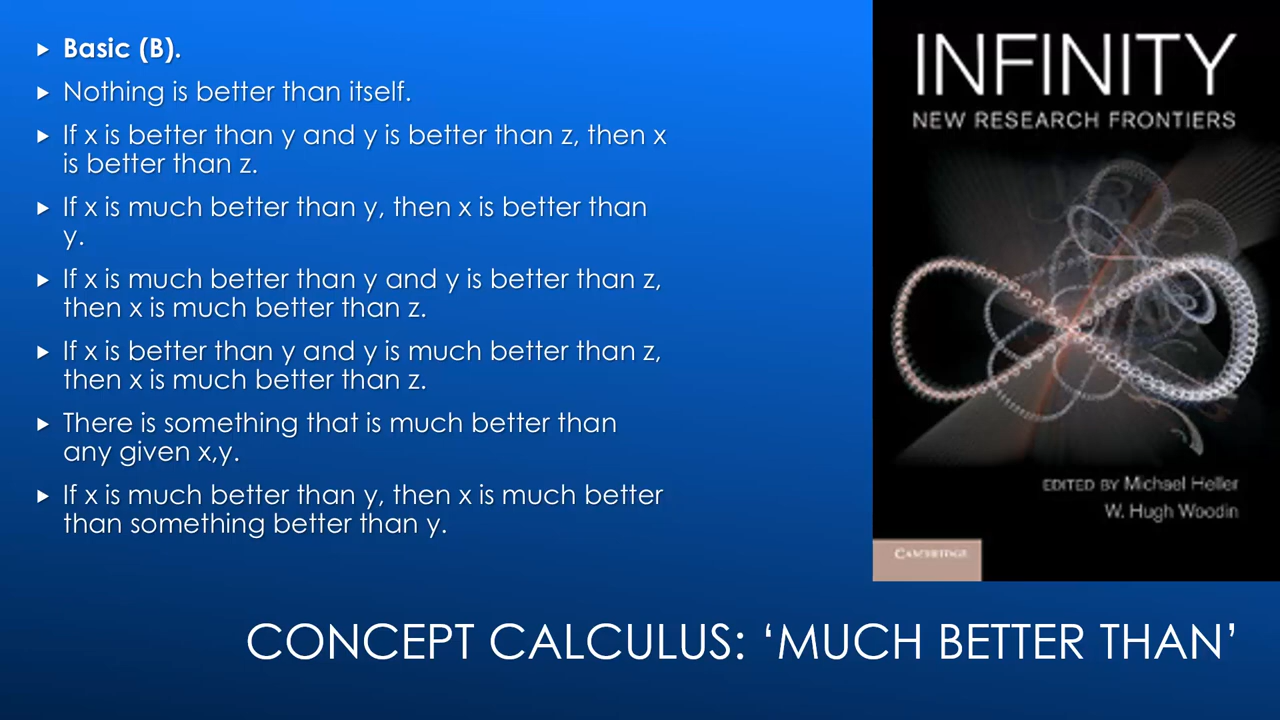 Basic (B).
Nothing is better than itself.
If x is better than y and y is better than z, then x
is better than z.
If x is much better than y, then x is better than
y.
If x is much better than y and y is better than z,
then x is much better than z.
If x is better than y and y is much better than z,
then x is much better than z.
There is something that is much better than
any given x,y.
If x is much better than y, then x is much better
than something better than y.
INFINITY
NEW RESEARCH FRONTIERS
EDITED BY Michael Heller
W. Hugh Woodin
CAMBRIDGE
CONCEPT CALCULUS: ‘MUCH BETTER THAN’